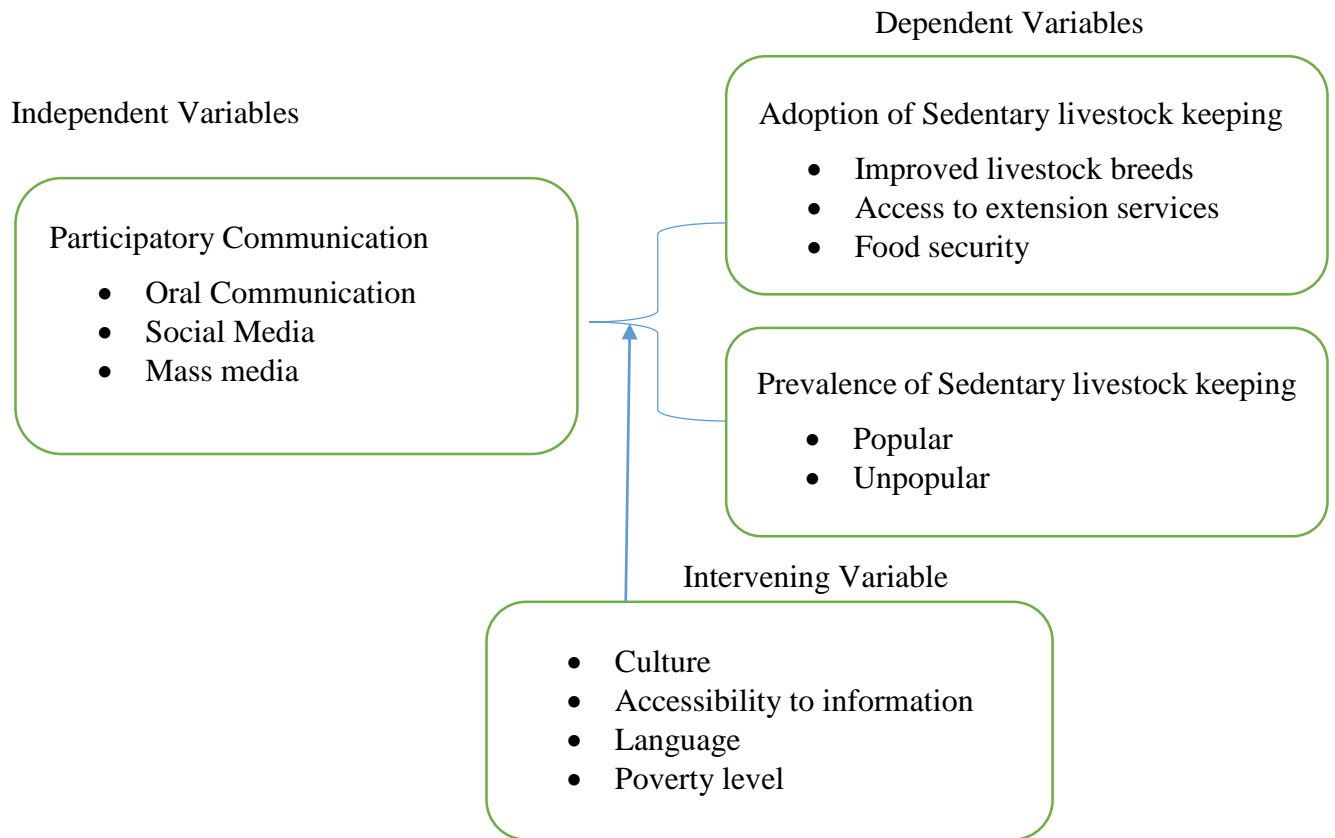 Dependent Variables
Independent Variables
Adoption of Sedentary livestock keeping
• Improved livestock breeds
• Access to extension services
• Food security
Participatory Communication
• Oral Communication
• Social Media
• Mass media
Prevalence of Sedentary livestock keeping
• Popular
• Unpopular
Intervening Variable
• Culture
• Accessibility to information
• Language
• Poverty level